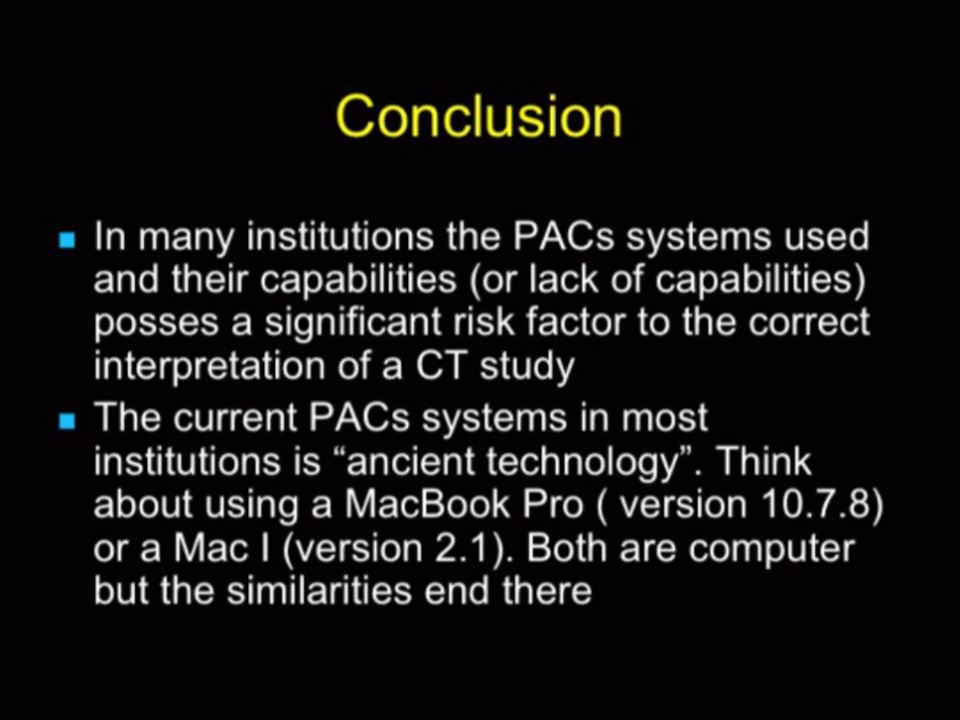 Conclusion
In many institutions the PACs systems used
and their capabilities (or lack of capabilities)
posses a significant risk factor to the correct
interpretation of a CT study
The current PACs systems in most
institutions is “ancient technology”. Think
about using a MacBook Pro ( version 10.7.8)
or a Mac I (version 2.1). Both are computer
but the similarities end there